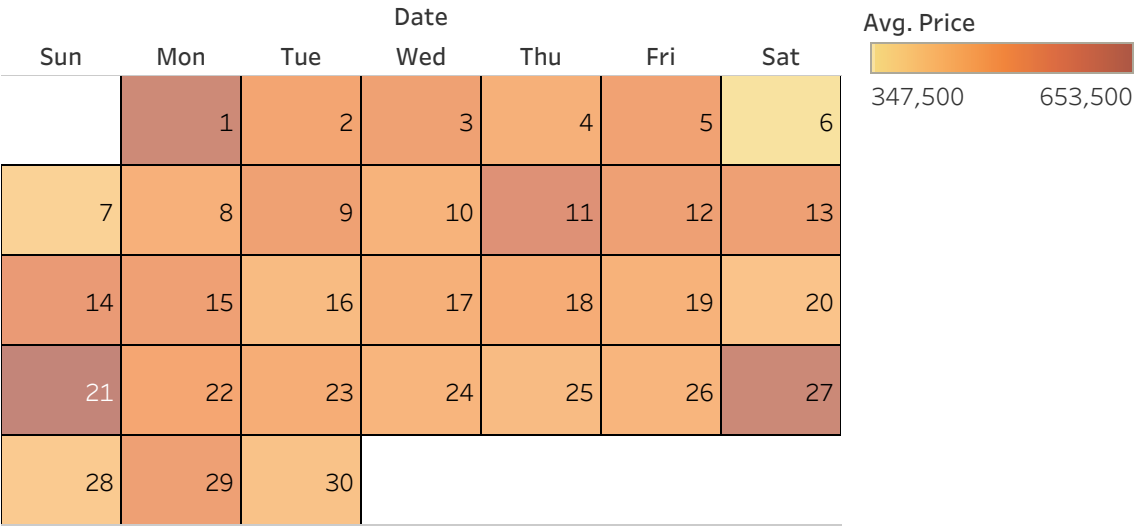 Date
Sun Mon Tue Wed Thu Fri Sat
1 2 3 4 5 6
7 8 9 10 11 12 13
14 15 16 17 18 19 20
21 22 23 24 25 26 27
28 29 30
Avg. Price
347,500 653,500